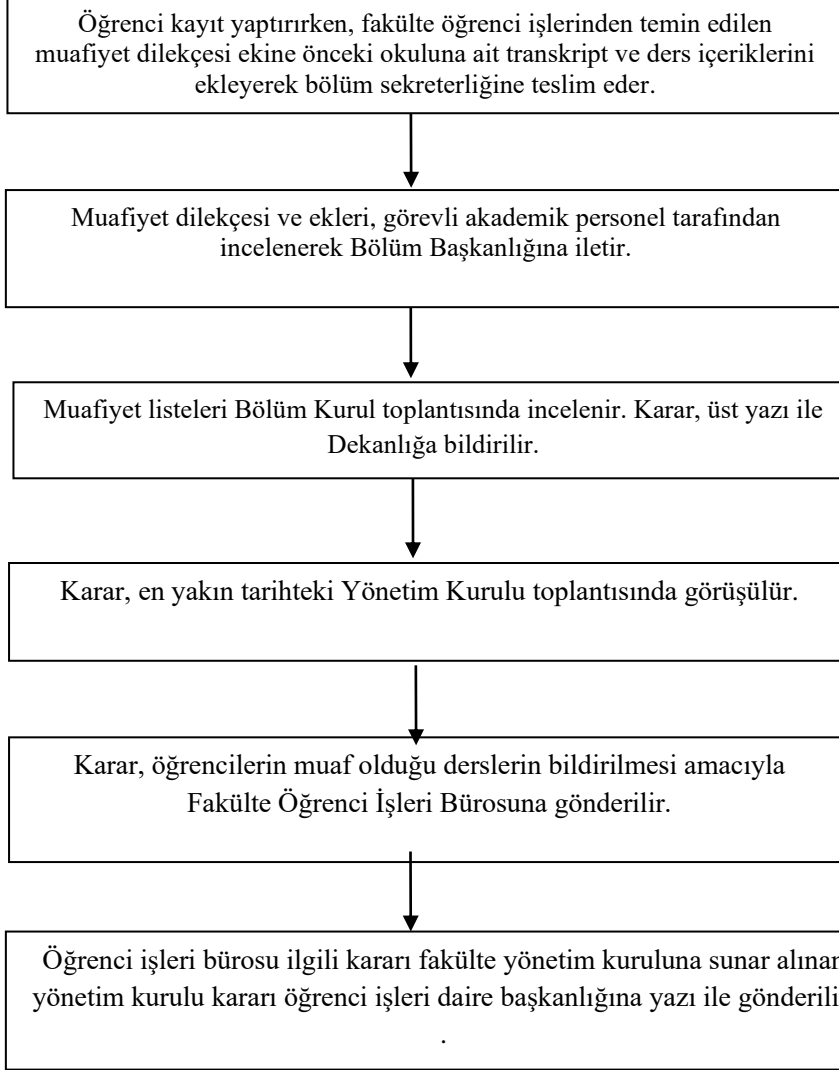 Öğrenci kayıt yaptırırken, fakülte öğrenci işlerinden temin edilen
muafiyet dilekçesi ekine önceki okuluna ait transkript ve ders içeriklerini
ekleyerek bölüm sekreterliğine teslim eder.
Muafiyet dilekçesi ve ekleri, görevli akademik personel tarafından
incelenerek Bölüm Başkanlığına iletir.
Muafiyet listeleri Bölüm Kurul toplantısında incelenir. Karar, üst yazı ile
Dekanlığa bildirilir.
Karar, en yakın tarihteki Yönetim Kurulu toplantısında görüşülür.
Karar, öğrencilerin muaf olduğu derslerin bildirilmesi amacıyla
Fakülte Öğrenci İşleri Bürosuna gönderilir.
Öğrenci işleri bürosu ilgili kararı fakülte yönetim kuruluna sunar alınan
yönetim kurulu kararı öğrenci işleri daire başkanlığına yazı ile gönderili
.